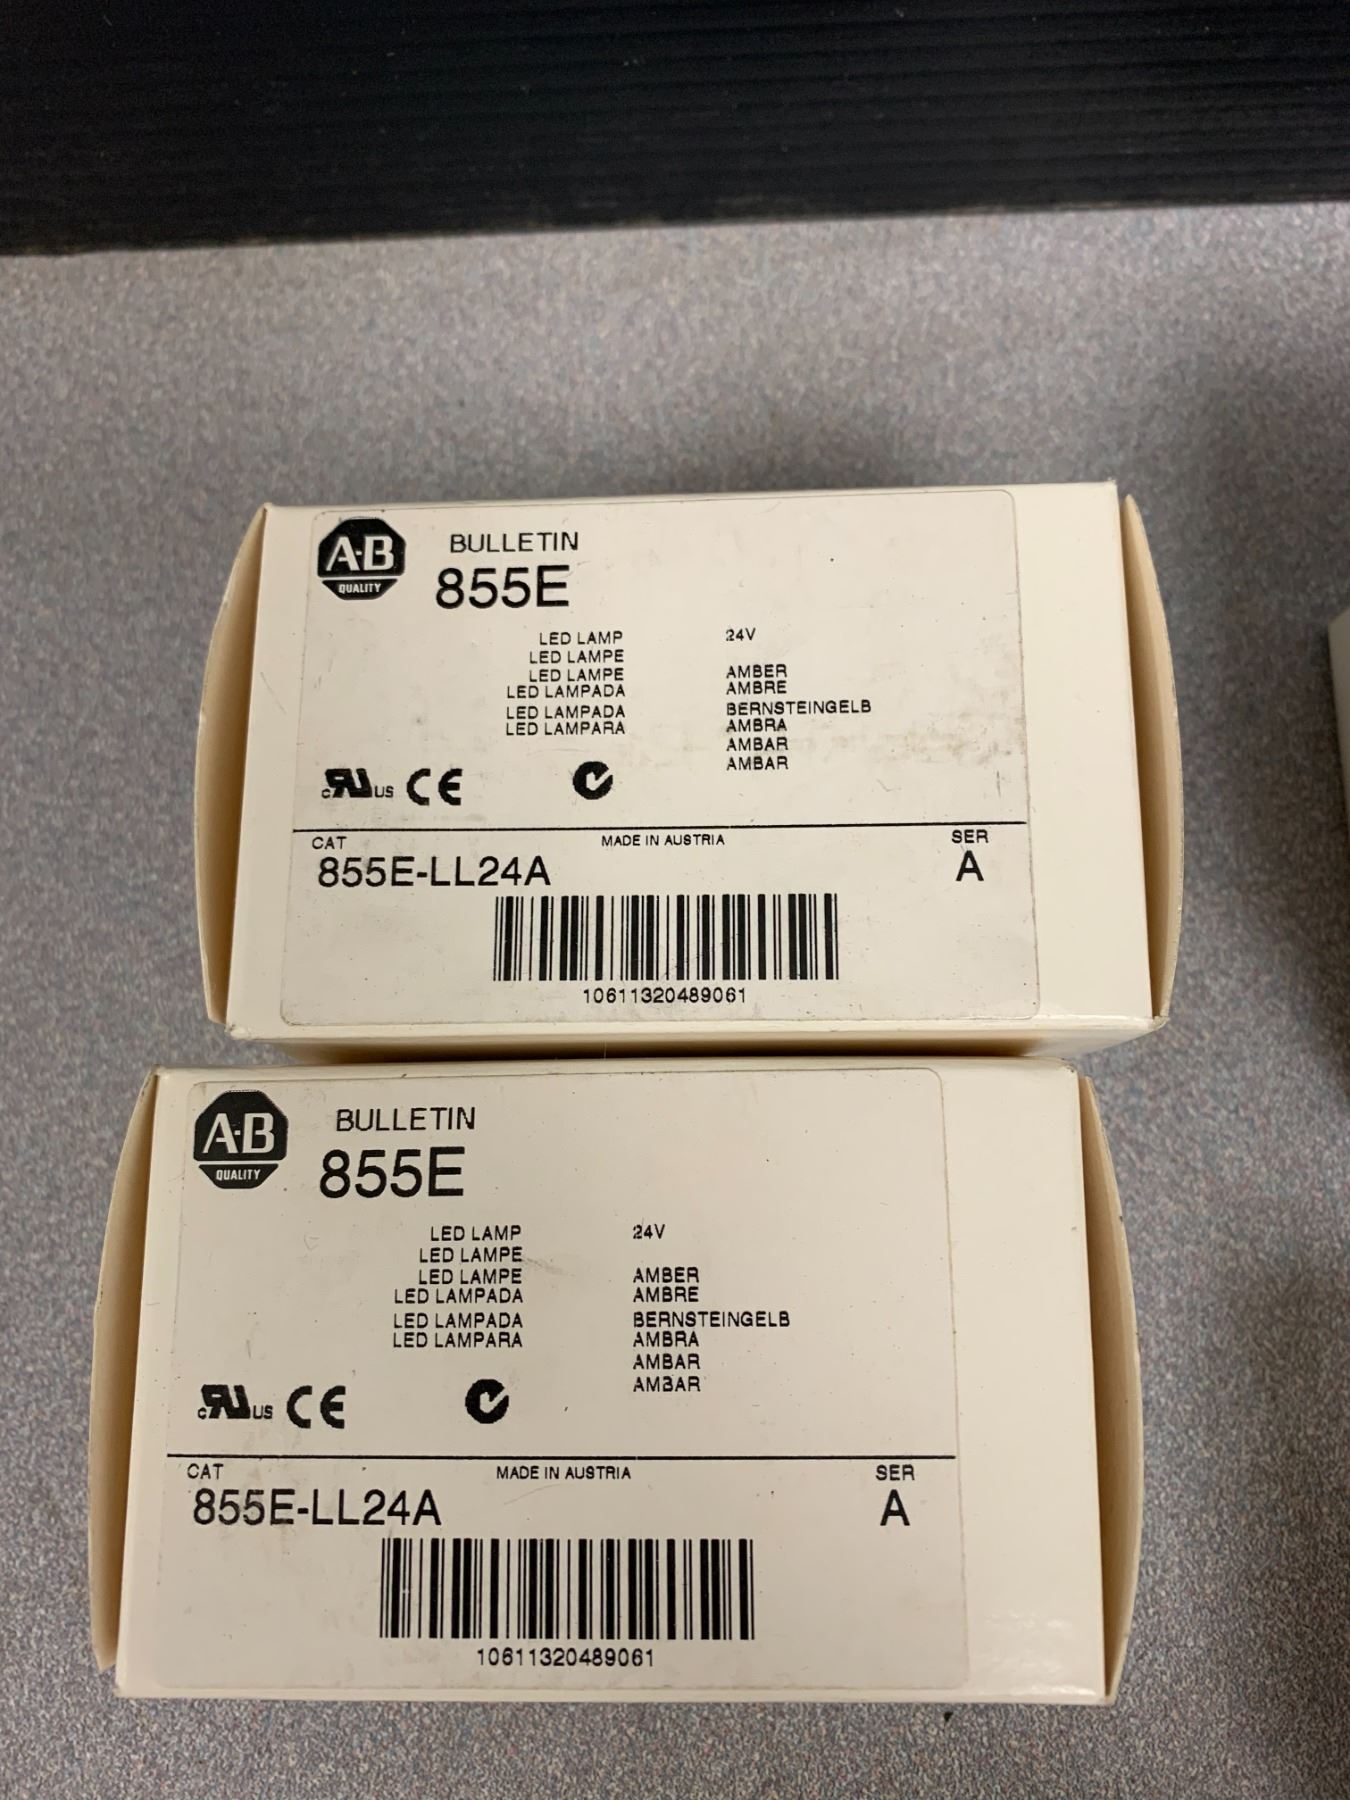 A-B
QUALITY
BULLETIN
855E
LED LAMP 24V
LED LAMPE
LED LAMPE AMBER
LED LAMPADA AMBRE
LED LAMPADA BERNSTEINGELB
LED LAMPARA AMBRA
AMBAR
AMBAR
c RU US CE
CAT MADE IN AUSTRIA SER
855E-LL24A A
10611320489061
A-B
QUALITY
BULLETIN
855E
LED LAMP 24V
LED LAMPE
LED LAMPE AMBER
LED LAMPADA AMBRE
LED LAMPADA BERNSTEINGELB
LED LAMPARA AMBRA
AMBAR
AMBAR
c RU US CE
CAT MADE IN AUSTRIA SER
855E-LL24A A
10611320489061